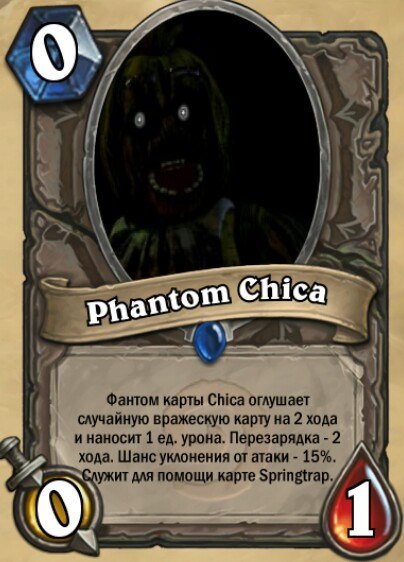 0
Phantom Chica
Фантом карты Chica оглушает
случайную вражескую карту на 2 хода
и наносит 1 ед. урона. Перезарядка - 2
хода. Шанс уклонения от атаки - 15%.
Служит для помощи карте Springtrap.
0
1